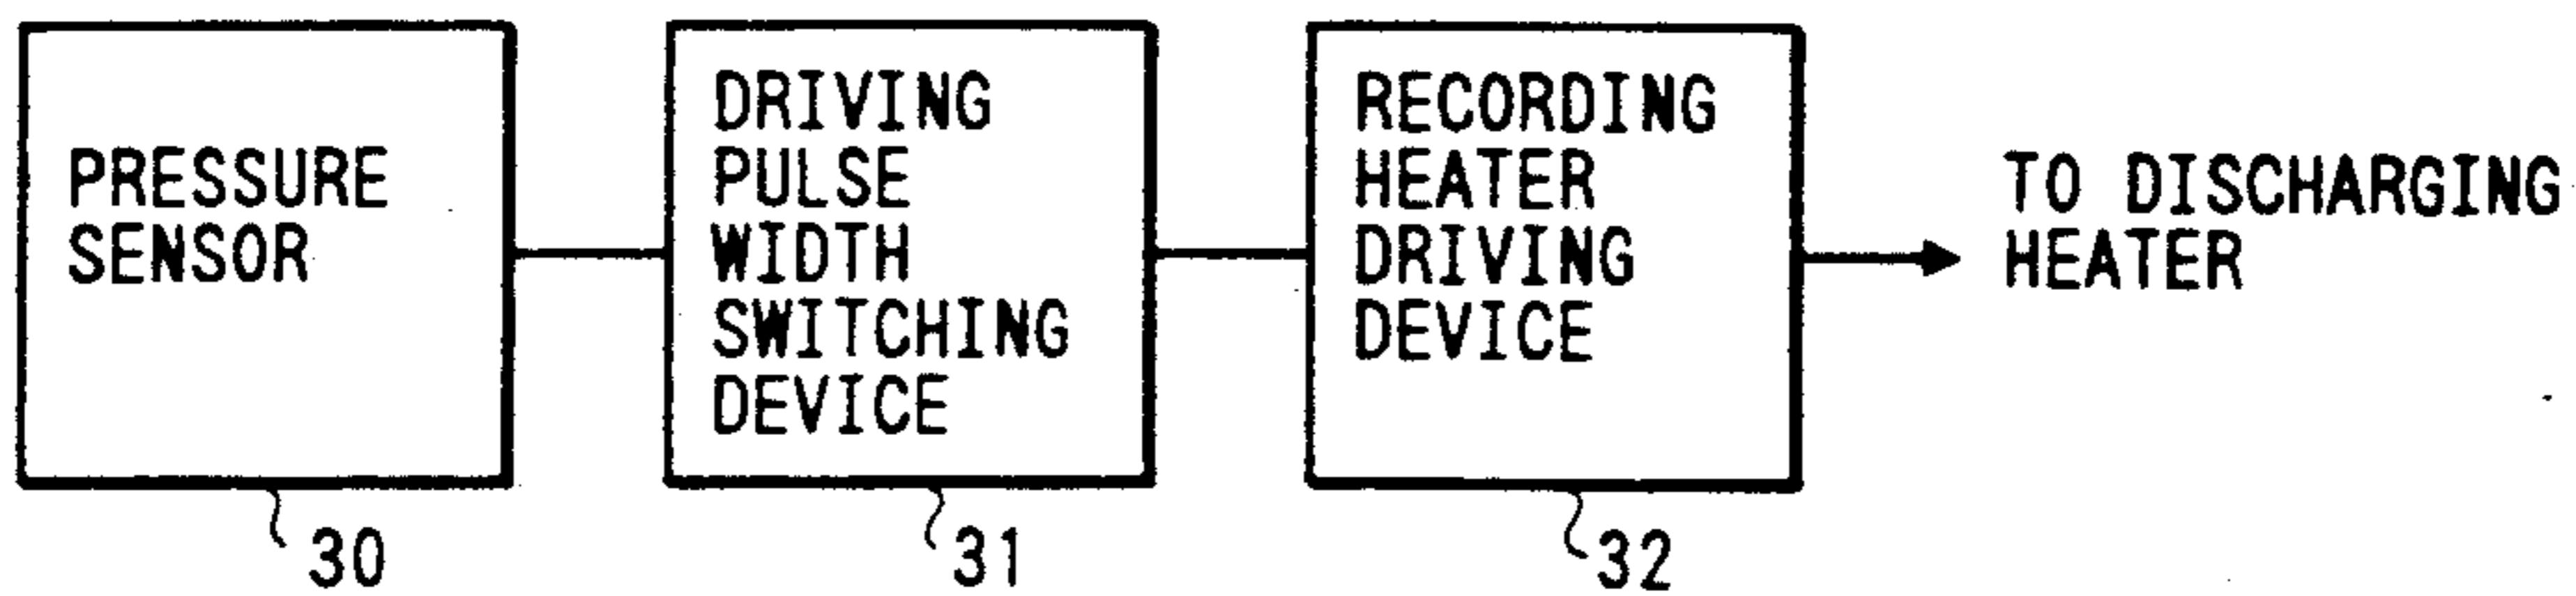 PRESSURE
SENSOR
30
DRIVING
PULSE
WIDTH
SWITCHING
DEVICE
31
RECORDING
HEATER
DRIVING
DEVICE
32
TO DISCHARGING
HEATER